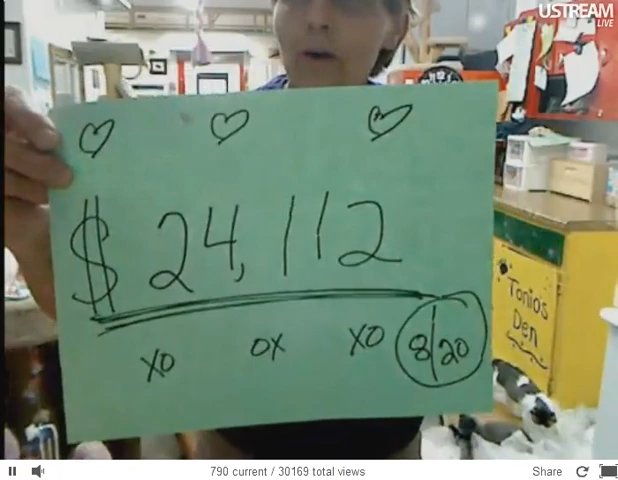 USTREAM
LIVE
$ 24,112
XO OX XO 8/20
Tonio's
Den
790 current / 30169 total views
Share